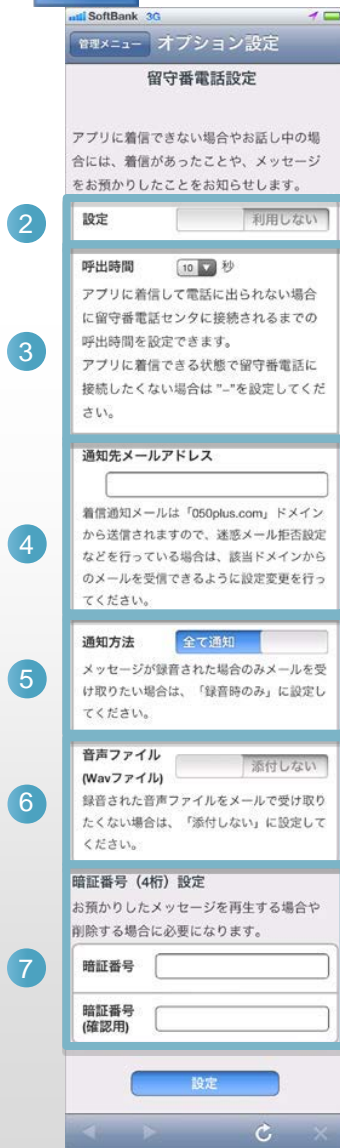 SoftBank 3G
管理メニュー オプション設定
留守番電話設定
アプリに着信できない場合やお話し中の場
合には、着信があったことや、メッセージ
をお預かりしたことをお知らせします。
2
設定 利用しない
3
呼出時間 10 秒
アプリに着信して電話に出られない場合
に留守番電話センタに接続されるまでの
呼出時間を設定できます。
アプリに着信できる状態で留守番電話に
接続したくない場合は "–"を設定してくだ
さい。
4
通知先メールアドレス
着信通知メールは「050plus.com」ドメイン
から送信されますので、迷惑メール拒否設定
などを行っている場合は、該当ドメインから
のメールを受信できるように設定変更を行っ
てください。
5
通知方法 全て通知
メッセージが録音された場合のみメールを受
け取りたい場合は、「録音時のみ」に設定し
てください。
6
音声ファイル
(Wavファイル) 添付しない
録音された音声ファイルをメールで受け取り
たくない場合は、「添付しない」に設定して
ください。
7
暗証番号（4桁）設定
お預かりしたメッセージを再生する場合や
削除する場合に必要になります。
暗証番号
暗証番号
(確認用)
設定